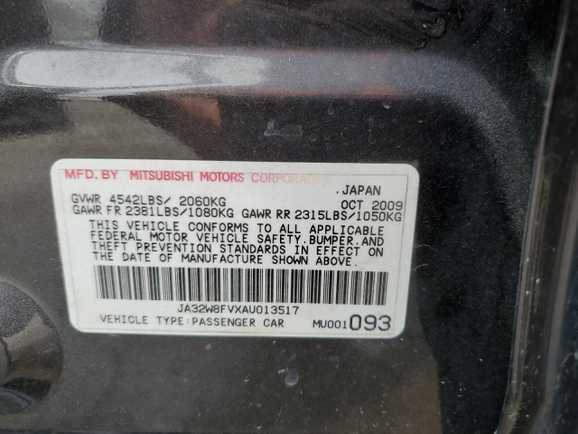 MFD. BY MITSUBISHI MOTORS CORPORATION, JAPAN
GVWR 4542LBS/ 2060KG OCT 2009
GAWR FR 2381LBS/1080KG GAWR RR 2315LBS/1050KG
THIS VEHICLE CONFORMS TO ALL APPLICABLE
FEDERAL MOTOR VEHICLE SAFETY, BUMPER, AND
THEFT PREVENTION STANDARDS IN EFFECT ON
THE DATE OF MANUFACTURE SHOWN ABOVE.
JA32W8FVXAU013517
VEHICLE TYPE:PASSENGER CAR MU001093